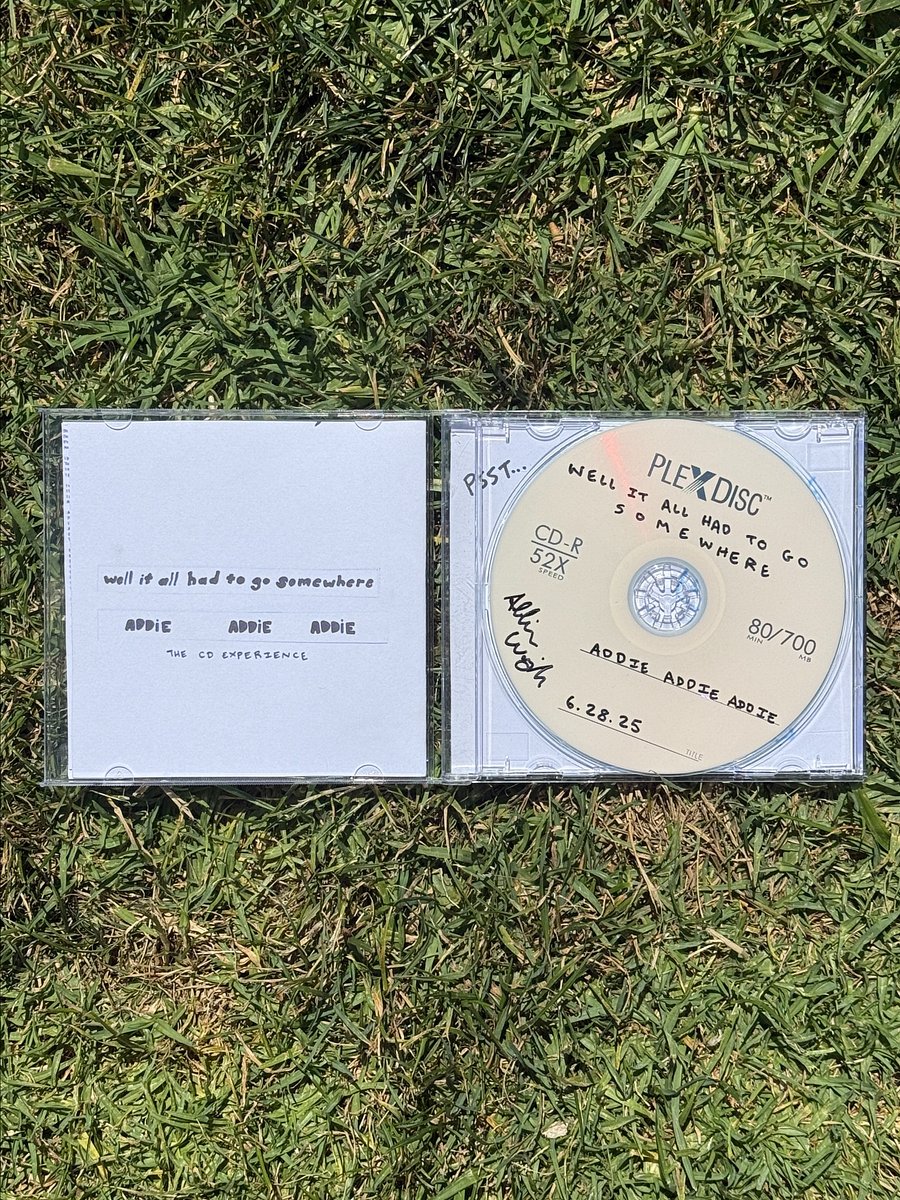 well it all had to go somewhere
ADDiE ADDiE ADDiE
THE CD EXPERIENCE
PSST...
PLEXDISC™
WELL IT ALL HAD TO GO
SOMEWHERE
CD-R
52X
SPEED
80/700
MIN MB
ADDIE ADDIE ADDIE
6.28.25
TITLE